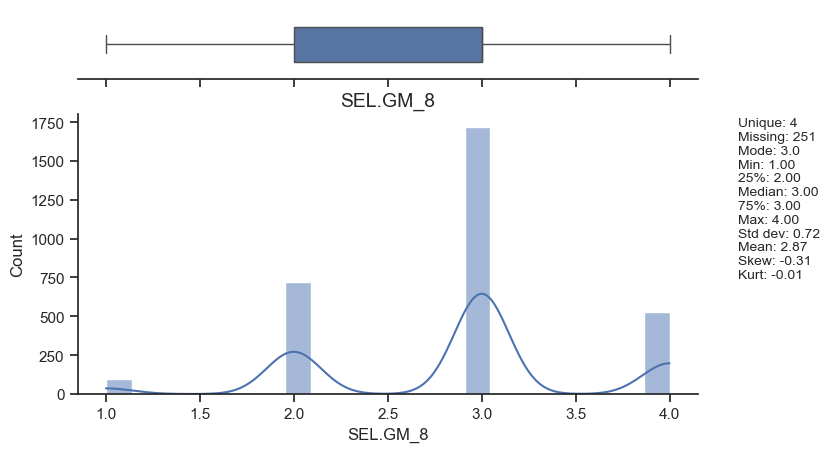 SEL.GM_8
1750
1500
1250
1000
750
500
250
0
Count
1.0 1.5 2.0 2.5 3.0 3.5 4.0
SEL.GM_8
Unique: 4
Missing: 251
Mode: 3.0
Min: 1.00
25%: 2.00
Median: 3.00
75%: 3.00
Max: 4.00
Std dev: 0.72
Mean: 2.87
Skew: -0.31
Kurt: -0.01